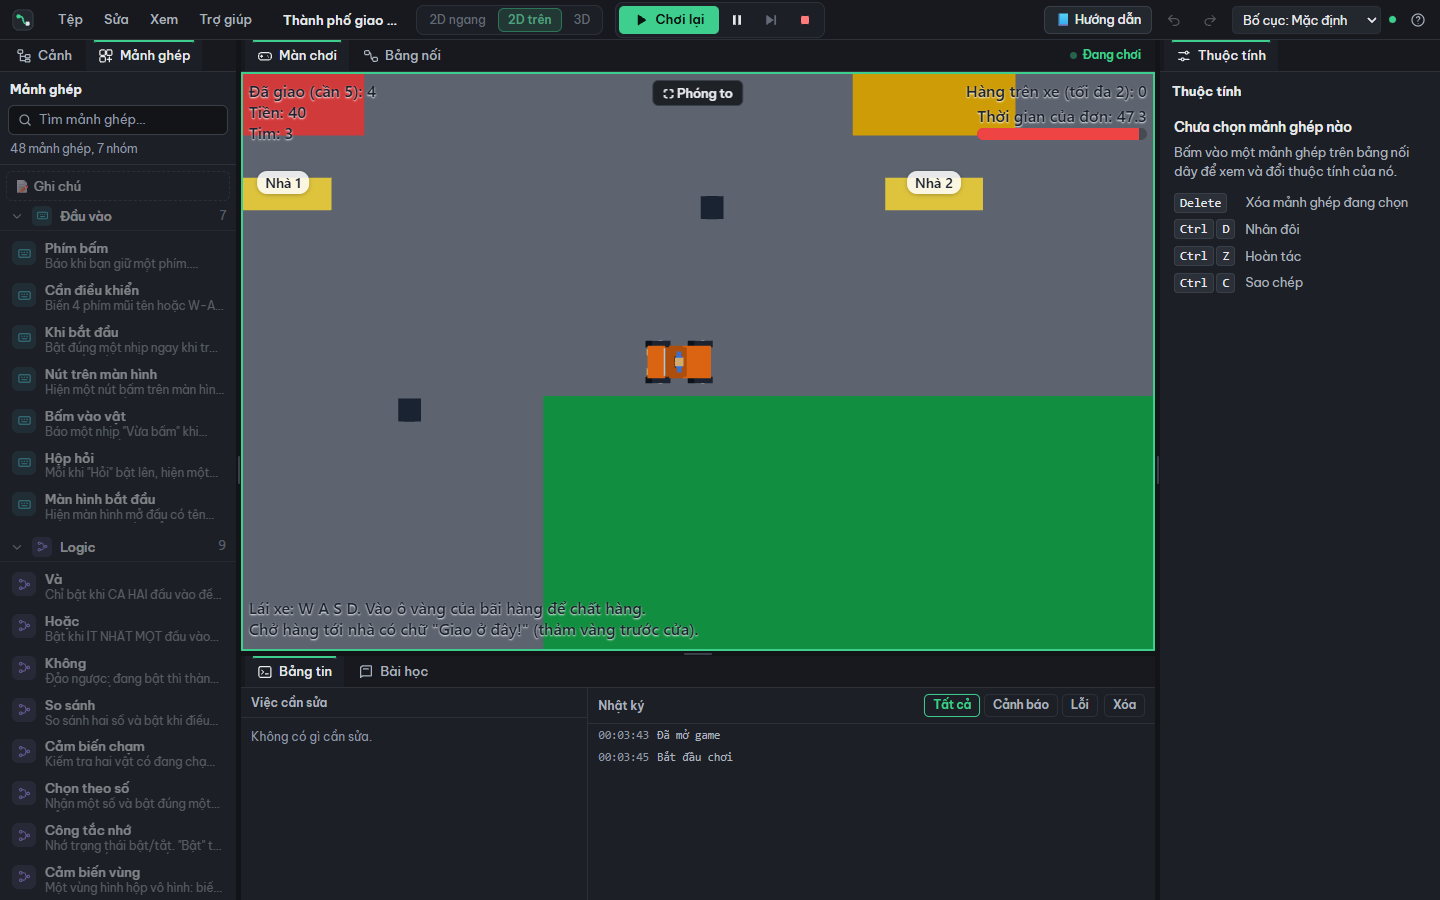 Tệp Sửa Xem Trợ giúp Thành phố giao ... 2D ngang 2D trên 3D Chơi lại Hướng dẫn Bố cục: Mặc định
Cảnh Mảnh ghép
Màn chơi Bảng nối Đang chơi
Thuộc tính
Mảnh ghép
Tìm mảnh ghép...
48 mảnh ghép, 7 nhóm
Ghi chú
Đầu vào 7
Phím bấm
Báo khi bạn giữ một phím....
Cần điều khiển
Biến 4 phím mũi tên hoặc W-A...
Khi bắt đầu
Bật đúng một nhịp ngay khi tr...
Nút trên màn hình
Hiện một nút bấm trên màn hìn...
Bấm vào vật
Báo một nhịp "Vừa bấm" khi...
Hộp hỏi
Mỗi khi "Hỏi" bật lên, hiện một...
Màn hình bắt đầu
Hiện màn hình mở đầu có tên...
Logic 9
Và
Chỉ bật khi CẢ HAI đầu vào đề...
Hoặc
Bật khi ÍT NHẤT MỘT đầu vào...
Không
Đảo ngược: đang bật thì thàn...
So sánh
So sánh hai số và bật khi điều...
Cảm biến chạm
Kiểm tra hai vật có đang chạ...
Chọn theo số
Nhận một số và bật đúng một...
Công tắc nhớ
Nhớ trạng thái bật/tắt. "Bật" t...
Cảm biến vùng
Một vùng hình hộp vô hình: biế...
Đã giao (cần 5): 4
Tiền: 40
Tim: 3
Phóng to
Hàng trên xe (tối đa 2): 0
Thời gian của đơn: 47.3
Nhà 1
Nhà 2
Lái xe: W A S D. Vào ô vàng của bãi hàng để chất hàng.
Chở hàng tới nhà có chữ "Giao ở đây!" (thảm vàng trước cửa).
Bảng tin Bài học
Việc cần sửa
Không có gì cần sửa.
Nhật ký Tất cả Cảnh báo Lỗi Xóa
00:03:43 Đã mở game
00:03:45 Bắt đầu chơi
Thuộc tính
Chưa chọn mảnh ghép nào
Bấm vào một mảnh ghép trên bảng nối
dây để xem và đổi thuộc tính của nó.
Delete Xóa mảnh ghép đang chọn
Ctrl D Nhân đôi
Ctrl Z Hoàn tác
Ctrl C Sao chép